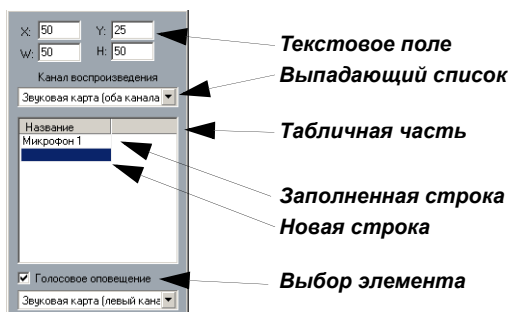 X: 50 Y: 25
W: 50 H: 50
Текстовое поле
Канал воспроизведения
Выпадающий список
Звуковая карта (оба канала
Название
Табличная часть
Микрофон 1
Заполненная строка
Новая строка
Голосовое оповещение
Выбор элемента
Звуковая карта (левый кана